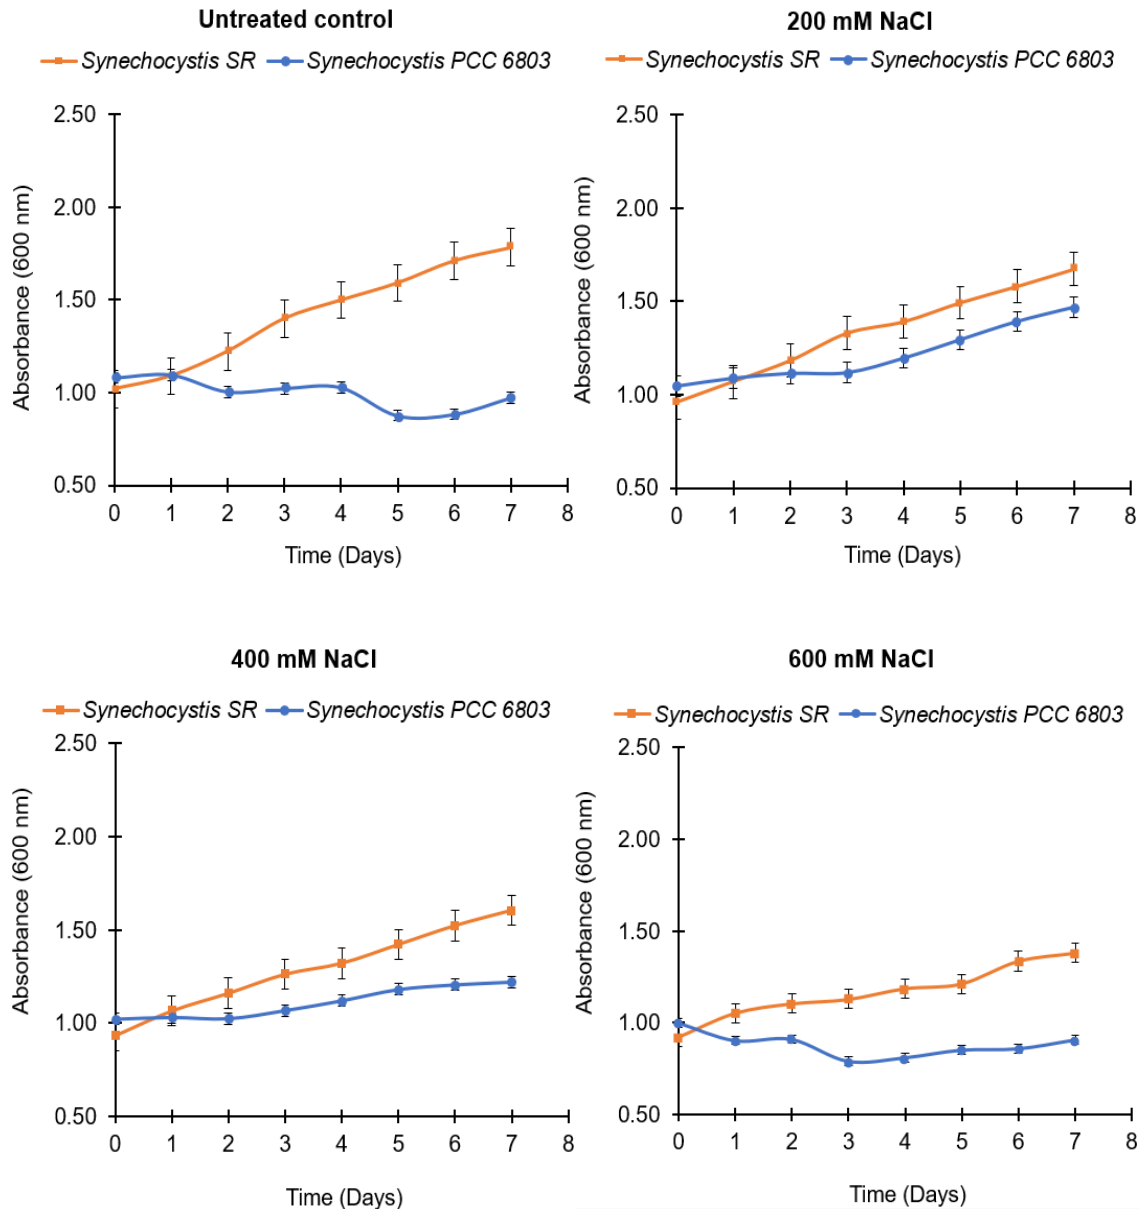 Untreated control
Synechocystis SR Synechocystis PCC 6803
2.50
2.00
1.50
1.00
0.50
Absorbance (600 nm)
0 1 2 3 4 5 6 7 8
Time (Days)
200 mM NaCl
Synechocystis SR Synechocystis PCC 6803
2.50
2.00
1.50
1.00
0.50
Absorbance (600 nm)
0 1 2 3 4 5 6 7 8
Time (Days)
400 mM NaCl
Synechocystis SR Synechocystis PCC 6803
2.50
2.00
1.50
1.00
0.50
Absorbance (600 nm)
0 1 2 3 4 5 6 7 8
Time (Days)
600 mM NaCl
Synechocystis SR Synechocystis PCC 6803
2.50
2.00
1.50
1.00
0.50
Absorbance (600 nm)
0 1 2 3 4 5 6 7 8
Time (Days)